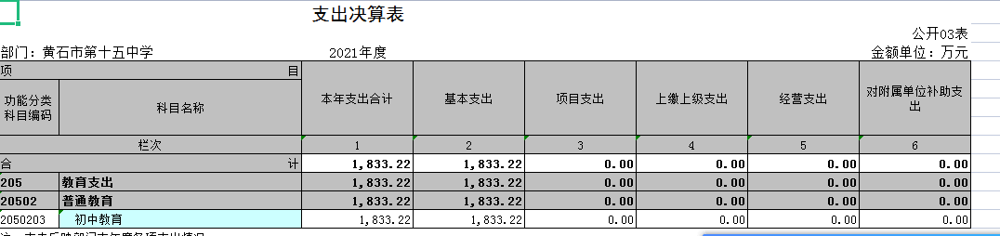 支出决算表
公开03表
部门：黄石市第十五中学 2021年度 金额单位：万元
项 目 本年支出合计 基本支出 项目支出 上缴上级支出 经营支出 对附属单位补助支出
功能分类科目编码 科目名称
栏次 1 2 3 4 5 6
合 计 1,833.22 1,833.22 0.00 0.00 0.00 0.00
205 教育支出 1,833.22 1,833.22 0.00 0.00 0.00 0.00
20502 普通教育 1,833.22 1,833.22 0.00 0.00 0.00 0.00
2050203 初中教育 1,833.22 1,833.22 0.00 0.00 0.00 0.00